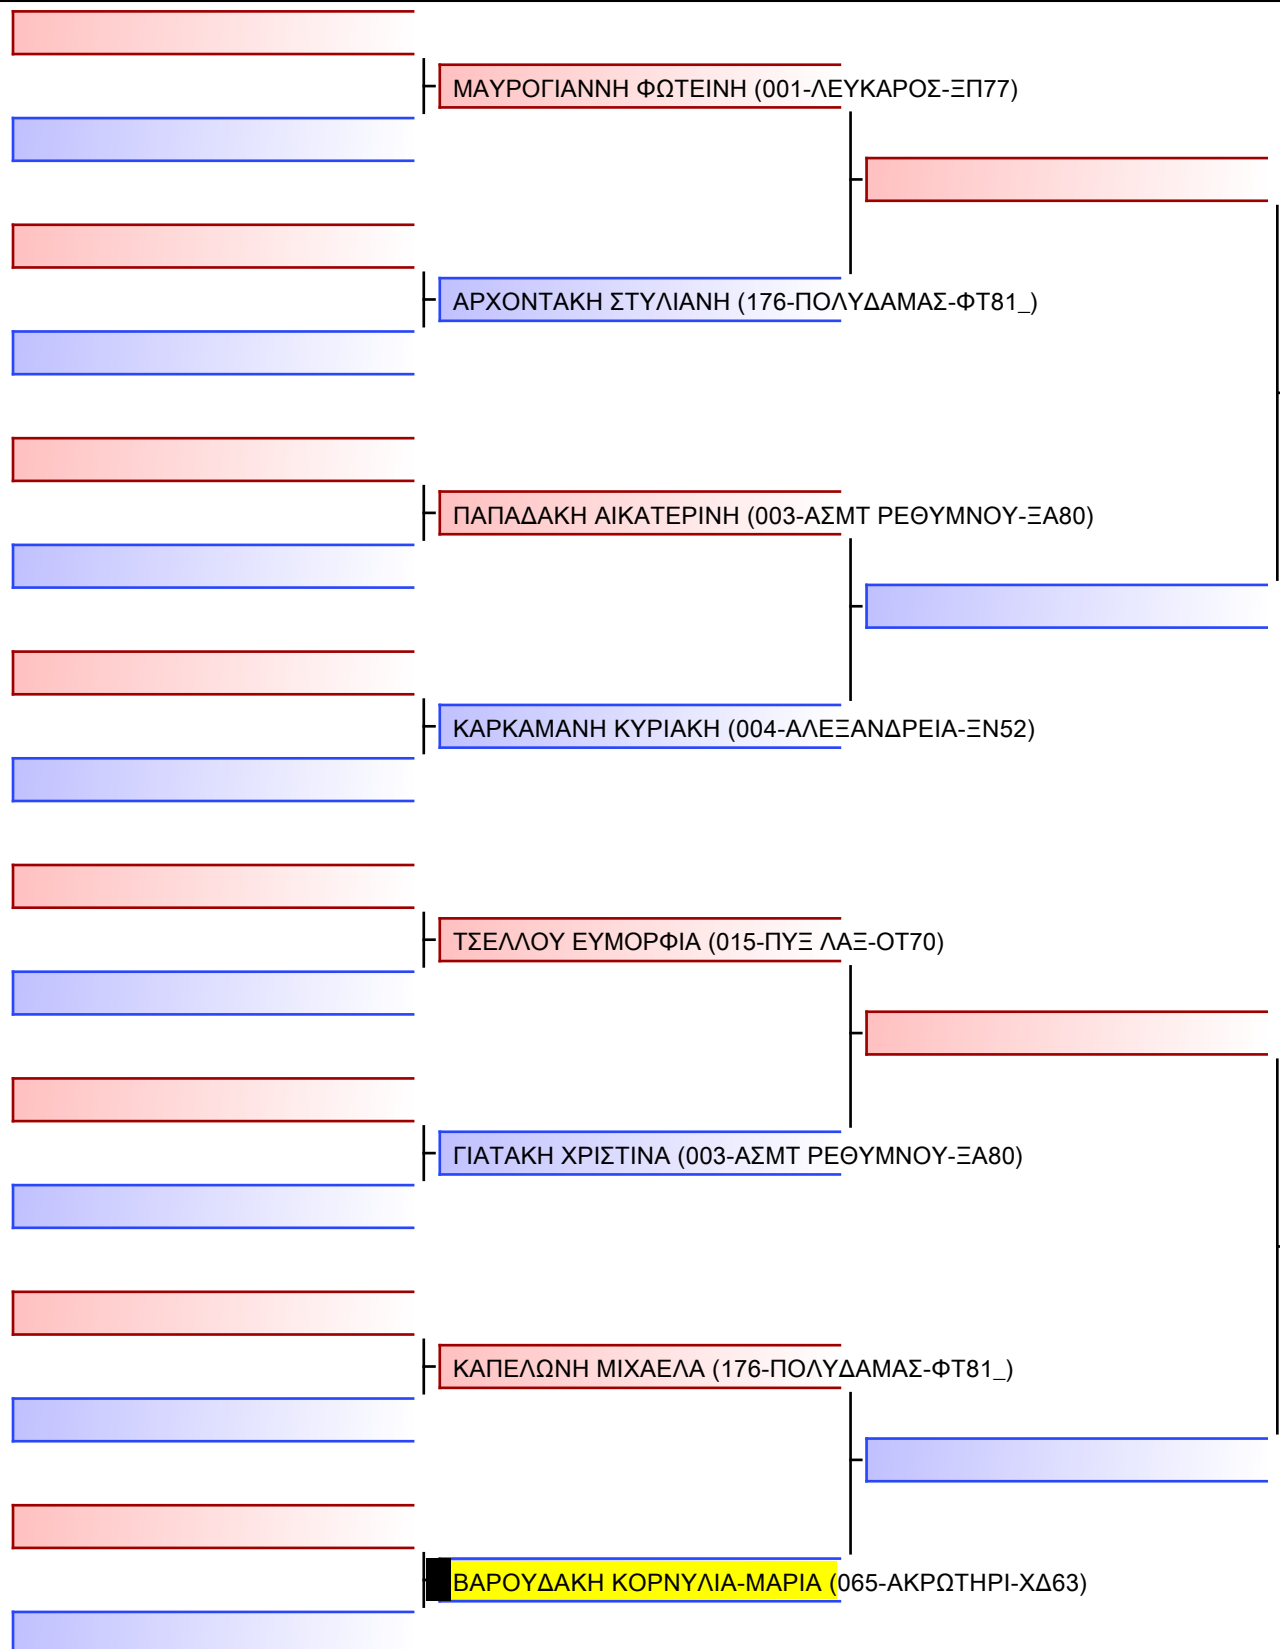 ΜΑΥΡΟΓΙΑΝΝΗ ΦΩΤΕΙΝΗ (001-ΛΕΥΚΑΡΟΣ-ΞΠ77)
ΑΡΧΟΝΤΑΚΗ ΣΤΥΛΙΑΝΗ (176-ΠΟΛΥΔΑΜΑΣ-ΦΤ81_)
ΠΑΠΑΔΑΚΗ ΑΙΚΑΤΕΡΙΝΗ (003-ΑΣΜΤ ΡΕΘΥΜΝΟΥ-ΞΑ80)
ΚΑΡΚΑΜΑΝΗ ΚΥΡΙΑΚΗ (004-ΑΛΕΞΑΝΔΡΕΙΑ-ΞΝ52)
ΤΣΕΛΛΟΥ ΕΥΜΟΡΦΙΑ (015-ΠΥΞ ΛΑΞ-ΟΤ70)
ΓΙΑΤΑΚΗ ΧΡΙΣΤΙΝΑ (003-ΑΣΜΤ ΡΕΘΥΜΝΟΥ-ΞΑ80)
ΚΑΠΕΛΩΝΗ ΜΙΧΑΕΛΑ (176-ΠΟΛΥΔΑΜΑΣ-ΦΤ81_)
ΒΑΡΟΥΔΑΚΗ ΚΟΡΝΥΛΙΑ-ΜΑΡΙΑ (065-ΑΚΡΩΤΗΡΙ-ΧΔ63)